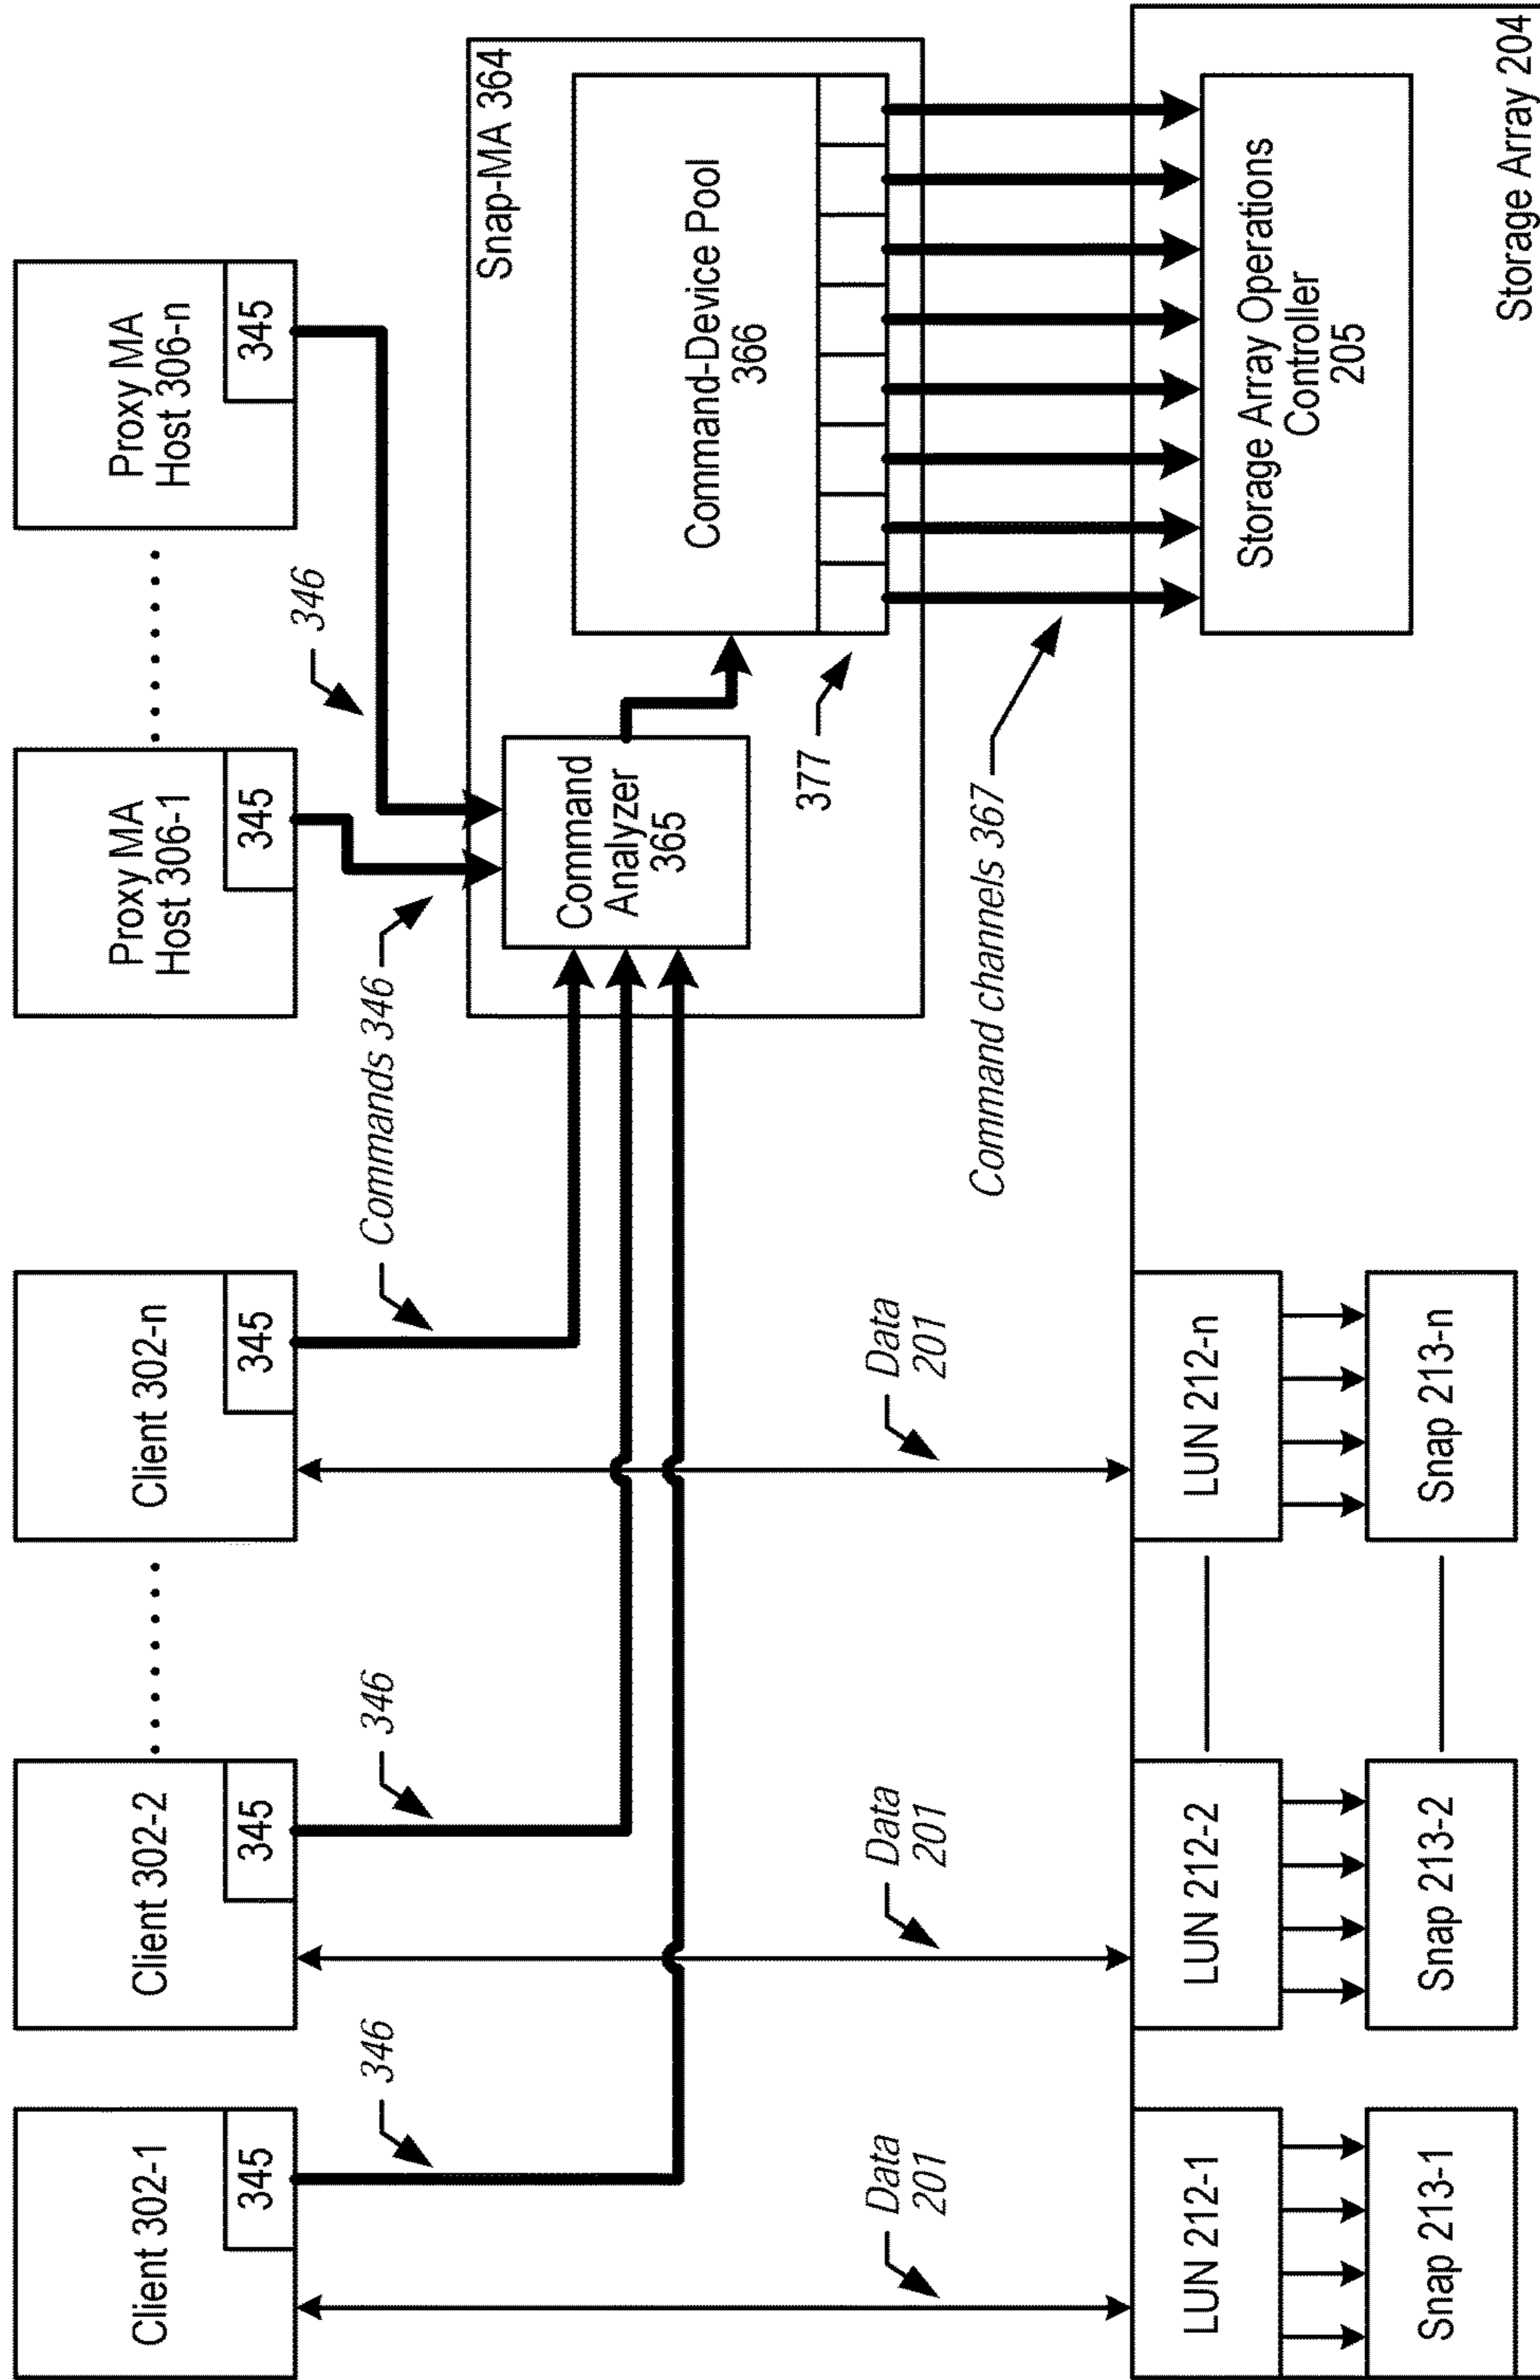 Client 302-1
345
Client 302-2
345
Client 302-n
345
Proxy MA
Host 306-1
345
Proxy MA
Host 306-n
345
346
346
Commands 346
346
Snap-MA 364
Command
Analyzer
365
Command-Device Pool
366
377
Data
201
Data
201
Data
201
Command channels 367
LUN 212-1
LUN 212-2
LUN 212-n
Storage Array Operations
Controller
205
Snap 213-1
Snap 213-2
Snap 213-n
Storage Array 204